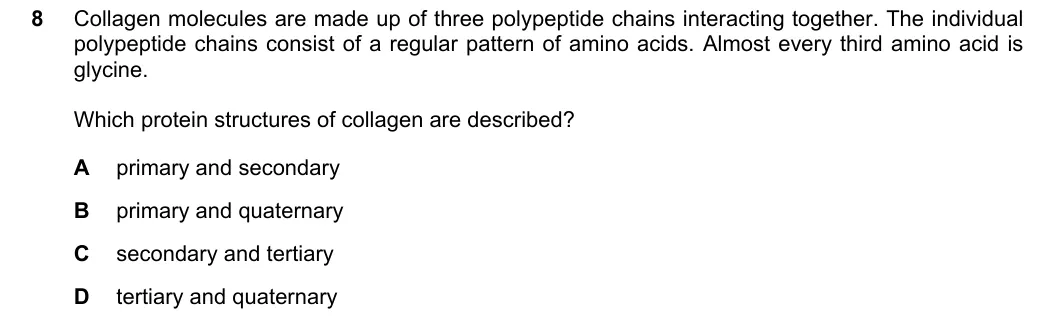 8 Collagen molecules are made up of three polypeptide chains interacting together. The individual
polypeptide chains consist of a regular pattern of amino acids. Almost every third amino acid is
glycine.
Which protein structures of collagen are described?
A primary and secondary
B primary and quaternary
C secondary and tertiary
D tertiary and quaternary